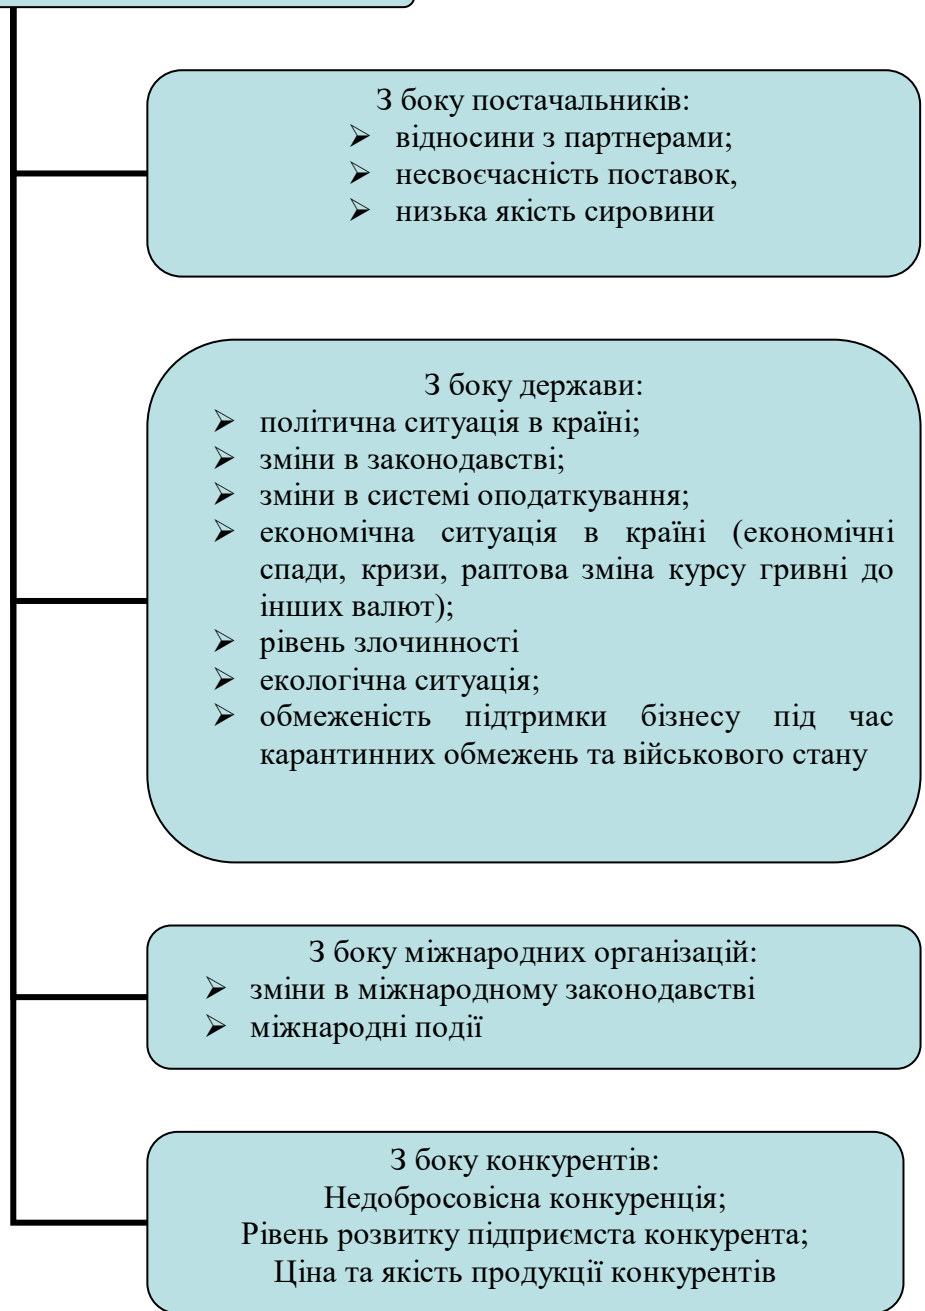 З боку постачальників:
➢ відносини з партнерами;
➢ несвоєчасність поставок,
➢ низька якість сировини
З боку держави:
➢ політична ситуація в країні;
➢ зміни в законодавстві;
➢ зміни в системі оподаткування;
➢ економічна ситуація в країні (економічні
спади, кризи, раптова зміна курсу гривні до
інших валют);
➢ рівень злочинності
➢ екологічна ситуація;
➢ обмеженість підтримки бізнесу під час
карантинних обмежень та військового стану
З боку міжнародних організацій:
➢ зміни в міжнародному законодавстві
➢ міжнародні події
З боку конкурентів:
Недобросовісна конкуренція;
Рівень розвитку підприємста конкурента;
Ціна та якість продукції конкурентів